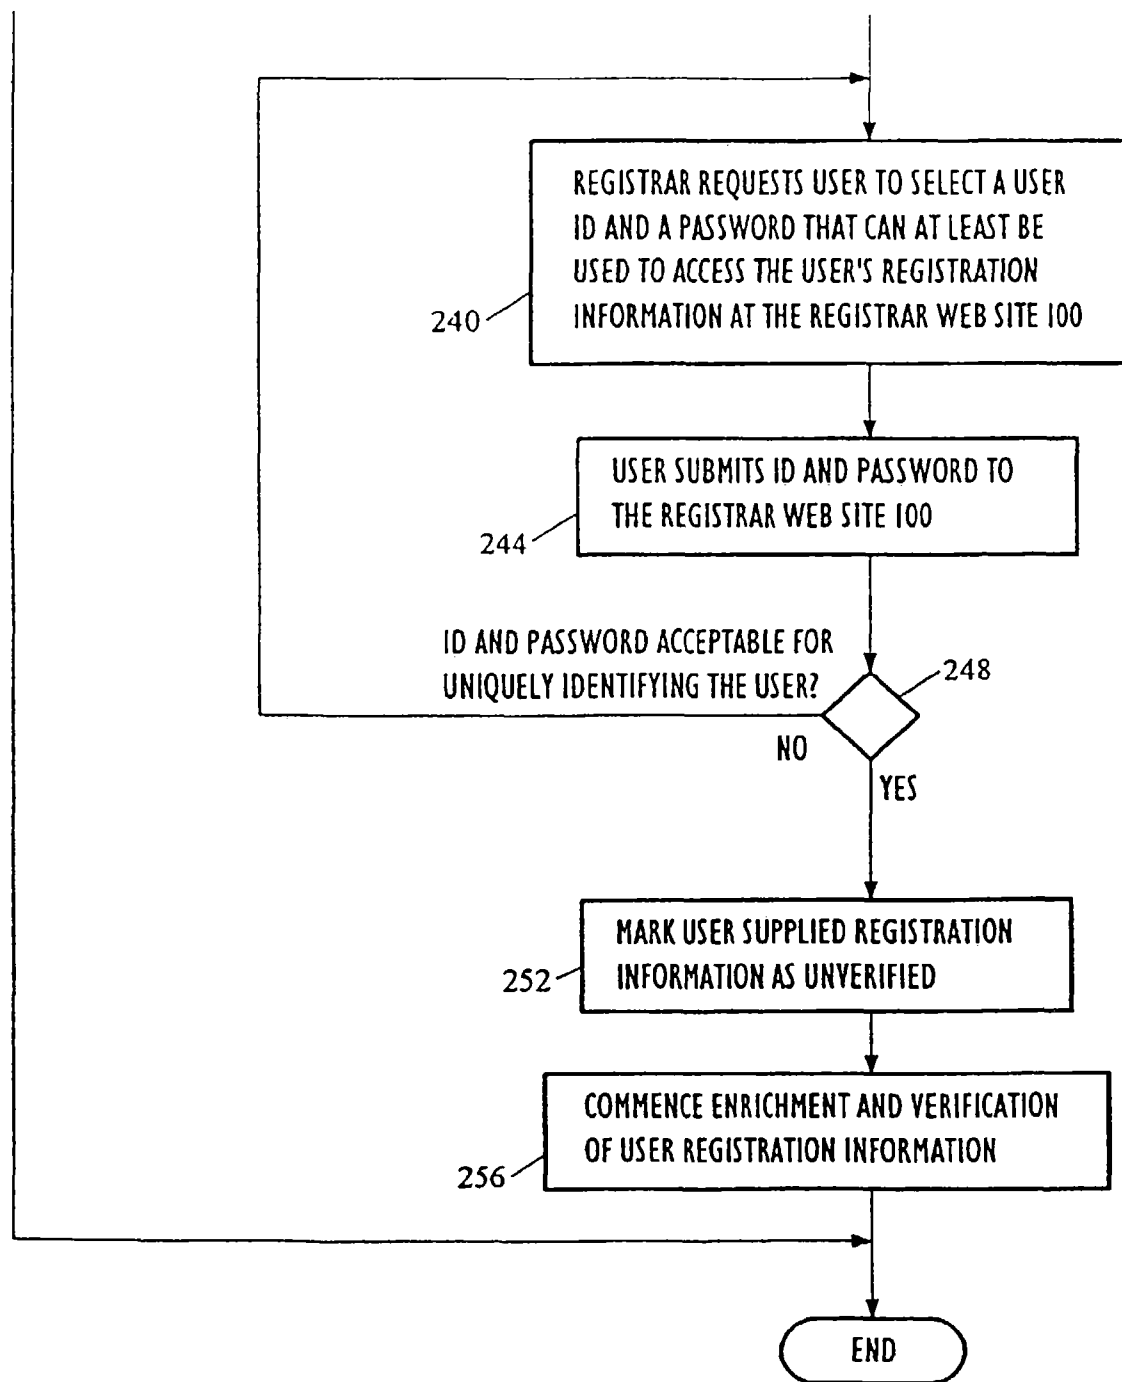 REGISTRAR REQUESTS USER TO SELECT A USER
ID AND A PASSWORD THAT CAN AT LEAST BE
USED TO ACCESS THE USER'S REGISTRATION
INFORMATION AT THE REGISTRAR WEB SITE 100
240
USER SUBMITS ID AND PASSWORD TO
THE REGISTRAR WEB SITE 100
244
ID AND PASSWORD ACCEPTABLE FOR
UNIQUELY IDENTIFYING THE USER?
248
NO
YES
MARK USER SUPPLIED REGISTRATION
INFORMATION AS UNVERIFIED
252
COMMENCE ENRICHMENT AND VERIFICATION
OF USER REGISTRATION INFORMATION
256
END